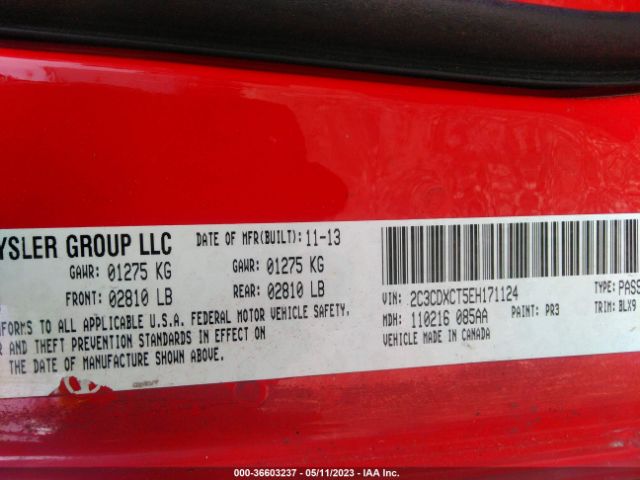 YSLER GROUP LLC
DATE OF MFR(BUILT): 11-13
GAWR: 01275 KG
GAWR: 01275 KG
FRONT: 02810 LB
REAR: 02810 LB
FORMS TO ALL APPLICABLE U.S.A. FEDERAL MOTOR VEHICLE SAFETY,
R AND THEFT PREVENTION STANDARDS IN EFFECT ON
THE DATE OF MANUFACTURE SHOWN ABOVE.
VIN: 2C3CDXCT5EH171124
TYPE: PASS
MDH: 110216 085AA
PAINT: PR3
TRIM: BLX9
VEHICLE MADE IN CANADA
000-36603237 - 05/11/2023 - IAA Inc.